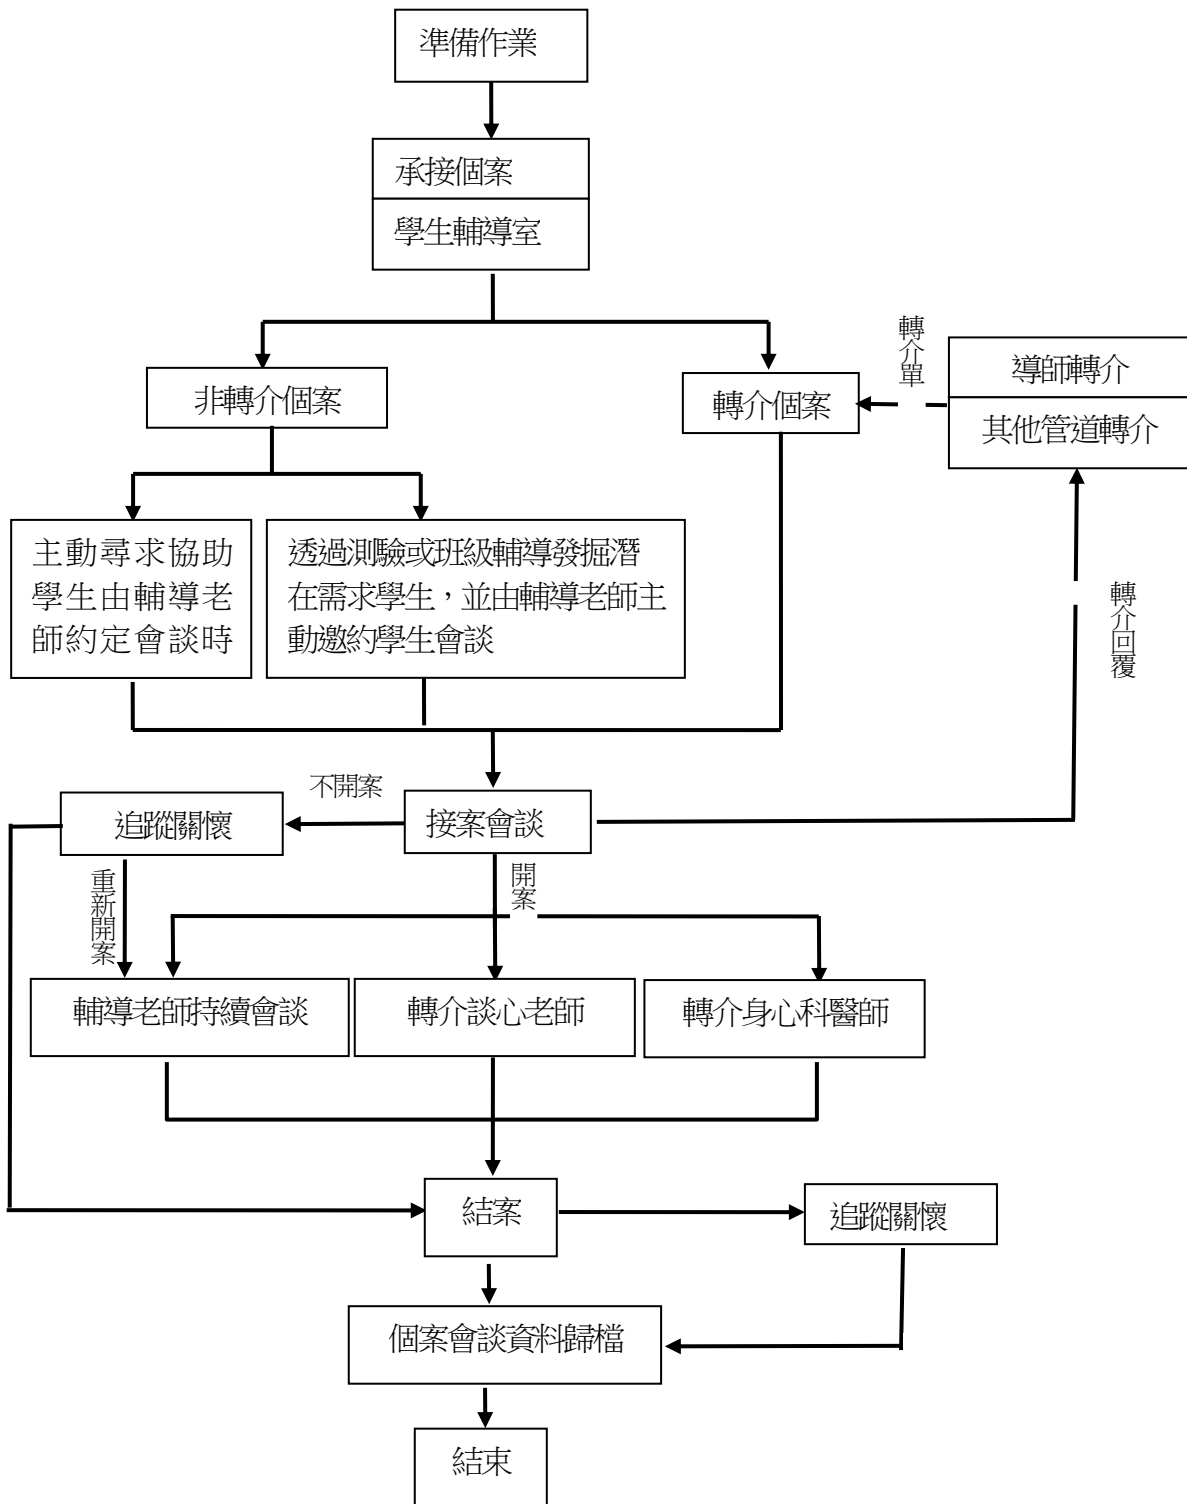 準備作業
承接個案
學生輔導室
轉介單
導師轉介
其他管道轉介
非轉介個案
轉介個案
主動尋求協助
學生由輔導老
師約定會談時
透過測驗或班級輔導發掘潛
在需求學生，並由輔導老師主
動邀約學生會談
轉介回覆
不開案
追蹤關懷
接案會談
重新開案
開案
輔導老師持續會談
轉介談心老師
轉介身心科醫師
結案
追蹤關懷
個案會談資料歸檔
結束